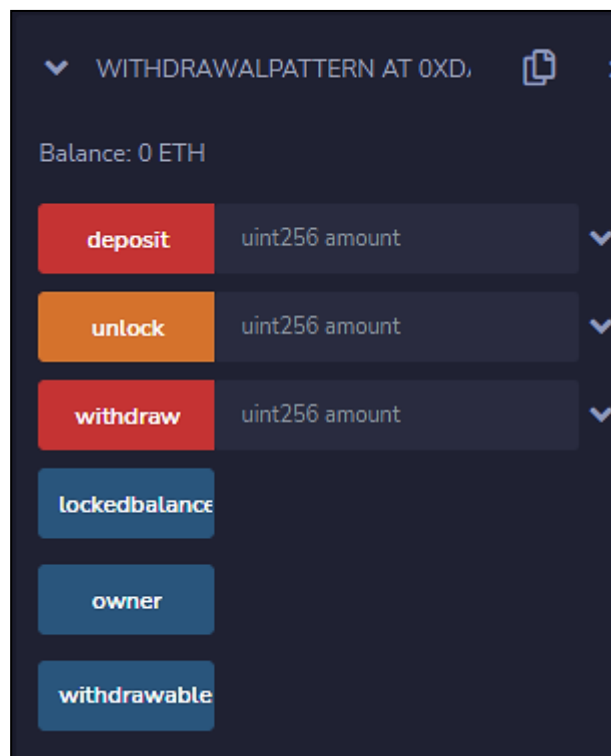 WITHDRAWALPATTERN AT 0XD
Balance: 0 ETH
deposit uint256 amount
unlock uint256 amount
withdraw uint256 amount
lockedbalance
owner
withdrawable